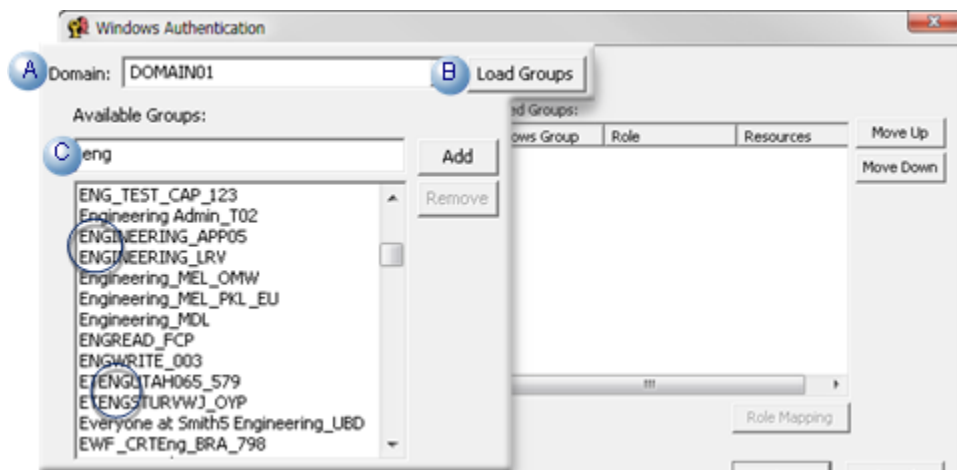 Windows Authentication
A Domain: DOMAIN01 B Load Groups
Available Groups:
C eng
Add
Remove
ENG_TEST_CAP_123
Engineering Admin_T02
ENGINEERING_APP05
ENGINEERING_LRV
Engineering_MEL_OMW
Engineering_MEL_PKL_EU
Engineering_MDL
ENGREAD_FCP
ENGWRITE_003
ETENGUTAH065_579
ETENGSTURVWJ_OYP
Everyone at Smith5 Engineering_UBD
EWF_CRTEng_BRA_798
ed Groups:
ows Group Role Resources
Move Up
Move Down
Role Mapping